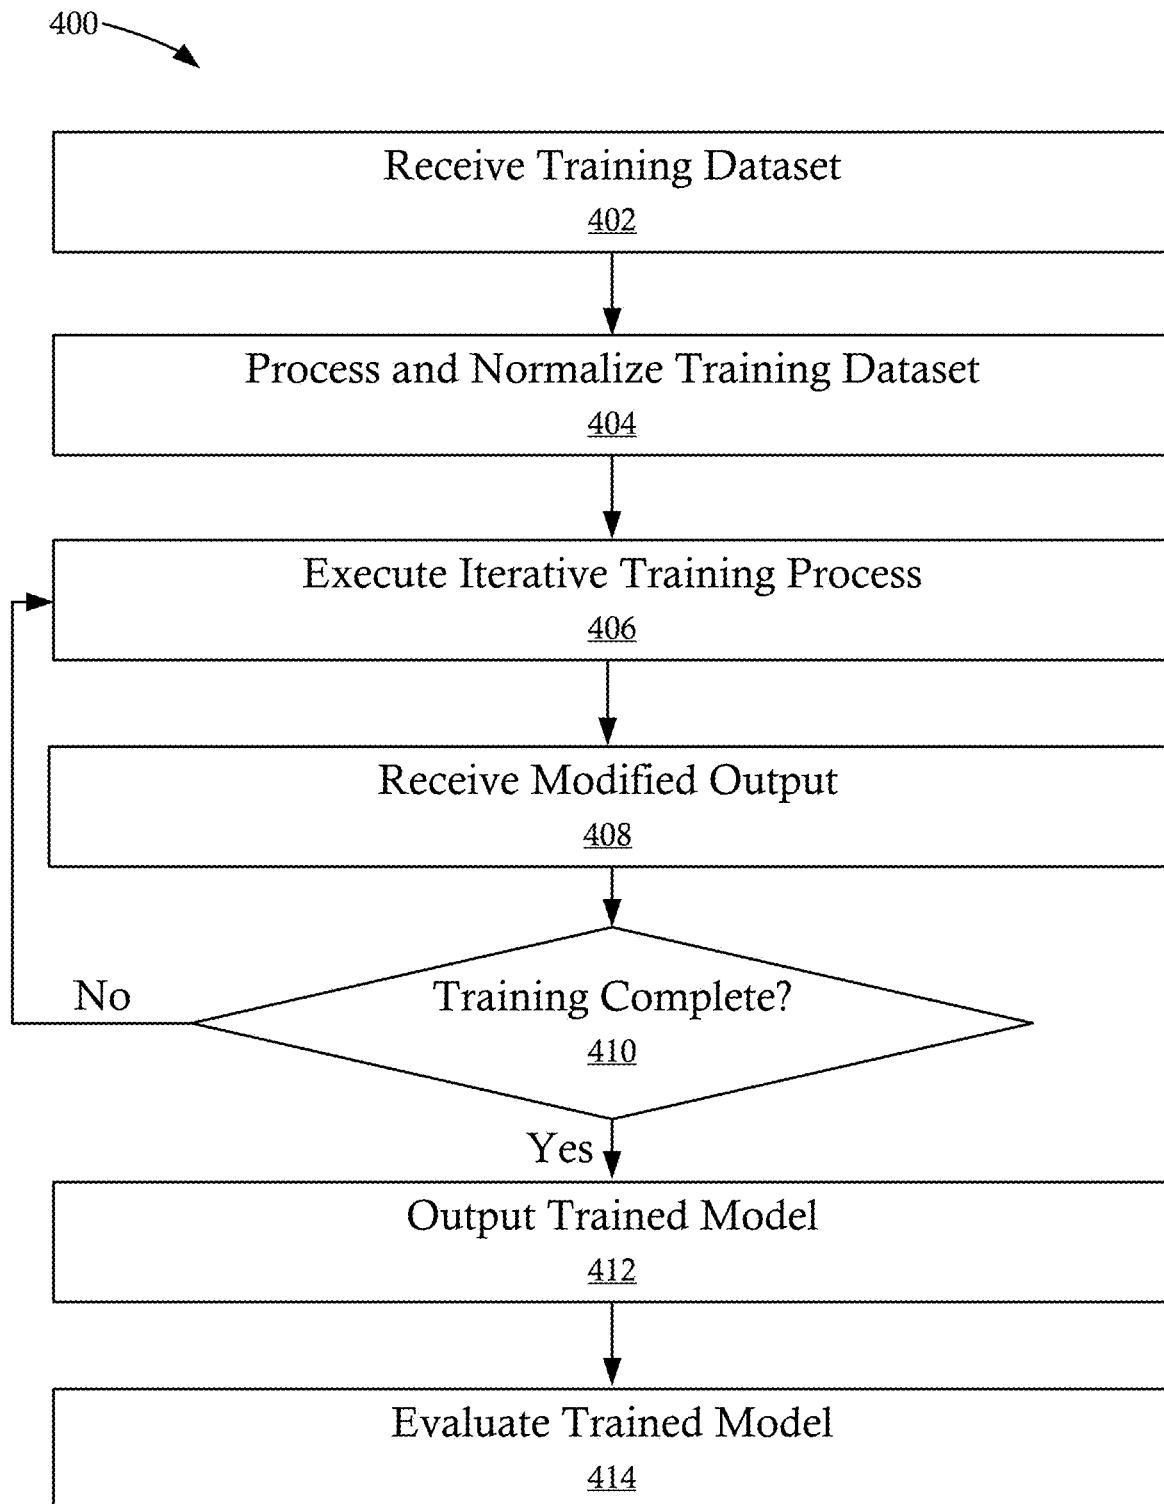 400
Receive Training Dataset
402
Process and Normalize Training Dataset
404
Execute Iterative Training Process
406
Receive Modified Output
408
No
Training Complete?
410
Yes
Output Trained Model
412
Evaluate Trained Model
414